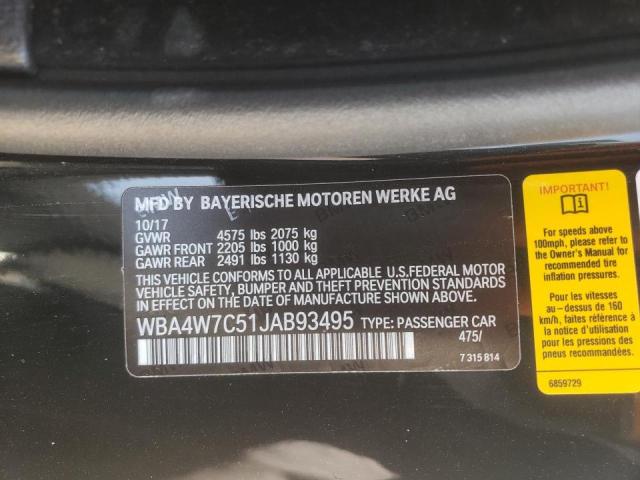 MFD BY BAYERISCHE MOTOREN WERKE AG
10/17
GVWR 4575 lbs 2075 kg
GAWR FRONT 2205 lbs 1000 kg
GAWR REAR 2491 lbs 1130 kg
THIS VEHICLE CONFORMS TO ALL APPLICABLE U.S.FEDERAL MOTOR
VEHICLE SAFETY, BUMPER, AND THEFT PREVENTION STANDARDS
IN EFFECT ON THE DATE OF MANUFACTURE SHOWN ABOVE.
WBA4W7C51JAB93495 TYPE: PASSENGER CAR
475/
7 315 814
IMPORTANT!
For speeds above
100mph, please refer to
the Owner's Manual for
recommended tire
inflation pressures.
Pour les vitesses
au-dessus de 160
km/h, faire référence
à la notice d'utilisation
concernant la pression
des pneus recommandées.
6859729